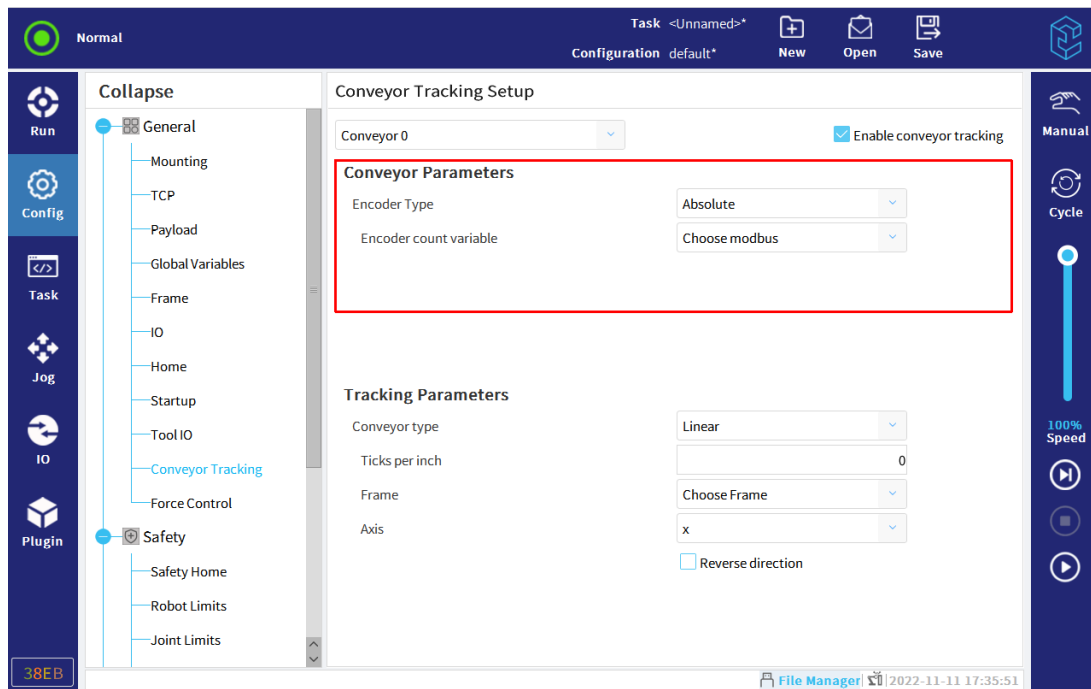 Normal
Task <Unnamed>*
Configuration default*
New
Open
Save
Run
Config
Task
Jog
IO
Plugin
38EB
Collapse
General
Mounting
TCP
Payload
Global Variables
Frame
IO
Home
Startup
Tool IO
Conveyor Tracking
Force Control
Safety
Safety Home
Robot Limits
Joint Limits
Conveyor Tracking Setup
Conveyor 0
Enable conveyor tracking
Conveyor Parameters
Encoder Type Absolute
Encoder count variable Choose modbus
Tracking Parameters
Conveyor type Linear
Ticks per inch 0
Frame Choose Frame
Axis x
Reverse direction
Manual
Cycle
100%
Speed
File Manager 2022-11-11 17:35:51